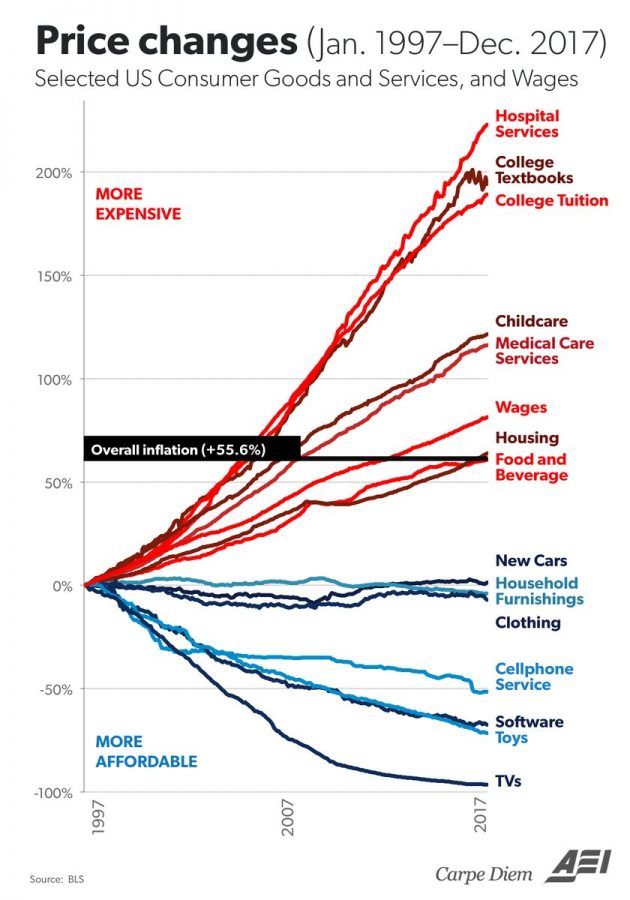 Price changes (Jan. 1997–Dec. 2017)
Selected US Consumer Goods and Services, and Wages
Hospital
Services
College
Textbooks
College Tuition
200%
MORE
EXPENSIVE
150%
Childcare
Medical Care
Services
100%
Wages
Housing
Overall inflation (+55.6%)
Food and
Beverage
50%
New Cars
0%
Household
Furnishings
Clothing
Cellphone
Service
-50%
Software
Toys
MORE
AFFORDABLE
TVs
-100%
1997
2007
2017
Source: BLS
Carpe Diem AEI